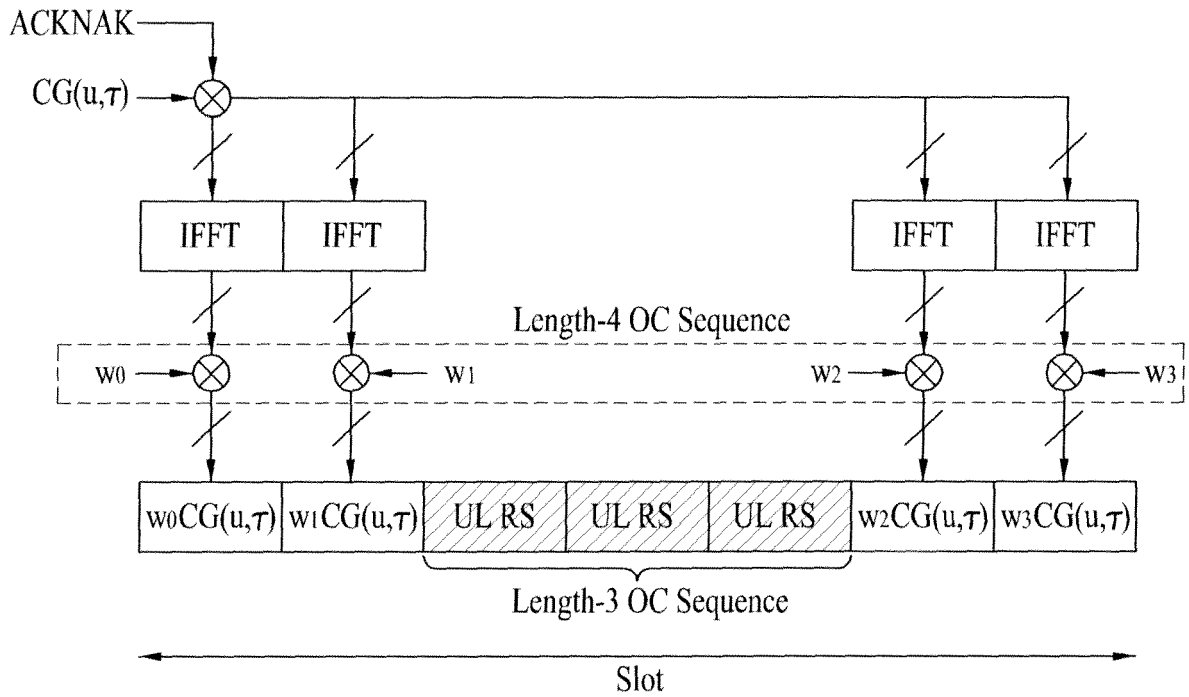 ACKNAK
CG(u,τ)
IFFT IFFT IFFT IFFT
Length-4 OC Sequence
W0 W1 W2 W3
W0CG(u,τ) W1CG(u,τ) UL RS UL RS UL RS W2CG(u,τ) W3CG(u,τ)
Length-3 OC Sequence
Slot